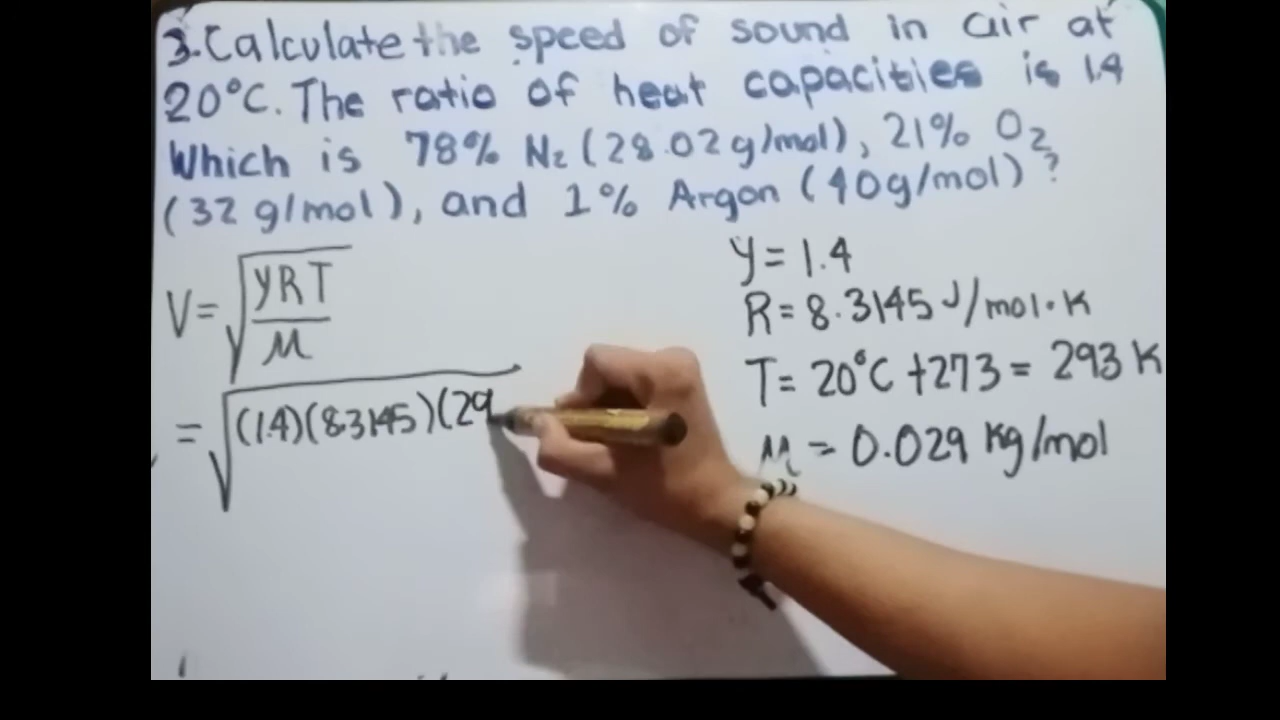 3. Calculate the speed of sound in air at
20°C. The ratio of heat capacities is 1.4
Which is 78% N₂ (28.02 g/mol), 21% O₂
(32 g/mol), and 1% Argon (40g/mol)?
V = √(γRT/M)
= √(1.4)(8.3145)(29
γ = 1.4
R = 8.3145 J/mol·K
T = 20°C + 273 = 293 K
M = 0.029 Kg/mol